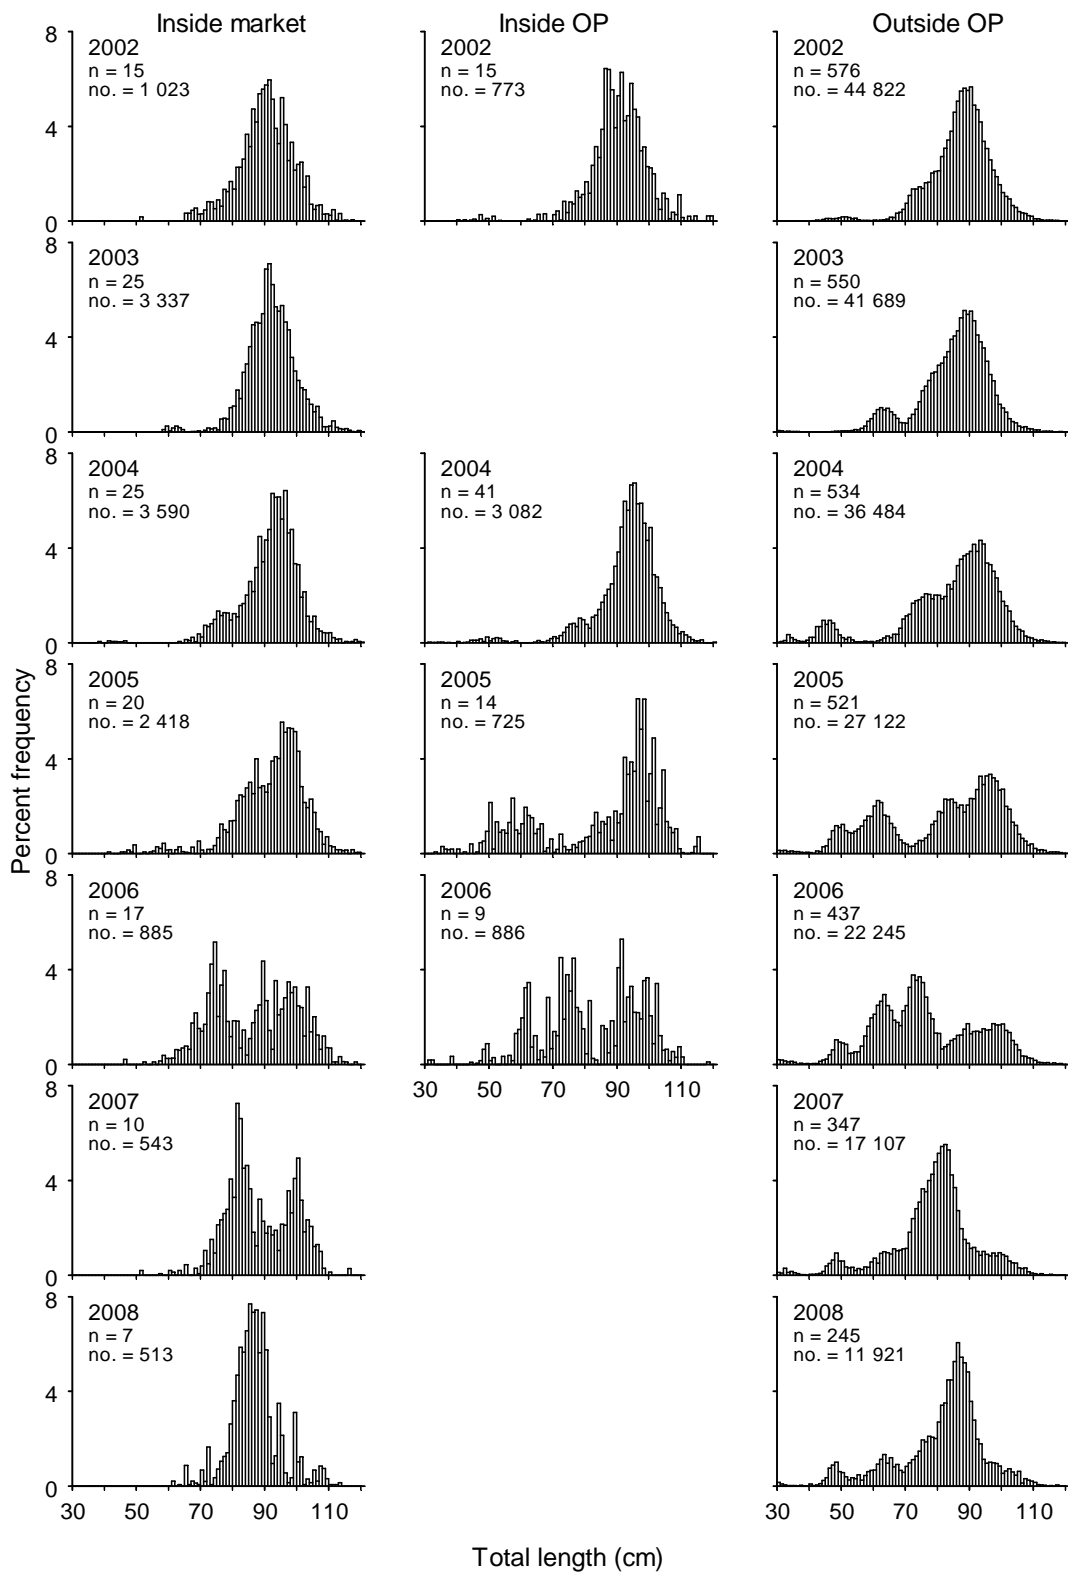 Inside market
Inside OP
Outside OP
8
4
0
2002
n = 15
no. = 1 023
2002
n = 15
no. = 773
2002
n = 576
no. = 44 822
8
4
0
2003
n = 25
no. = 3 337
2003
n = 550
no. = 41 689
8
4
0
2004
n = 25
no. = 3 590
2004
n = 41
no. = 3 082
2004
n = 534
no. = 36 484
Percent frequency
8
4
0
2005
n = 20
no. = 2 418
2005
n = 14
no. = 725
2005
n = 521
no. = 27 122
8
4
0
2006
n = 17
no. = 885
2006
n = 9
no. = 886
30 50 70 90 110
2006
n = 437
no. = 22 245
8
4
0
2007
n = 10
no. = 543
2007
n = 347
no. = 17 107
8
4
0
2008
n = 7
no. = 513
2008
n = 245
no. = 11 921
30 50 70 90 110
30 50 70 90 110
Total length (cm)